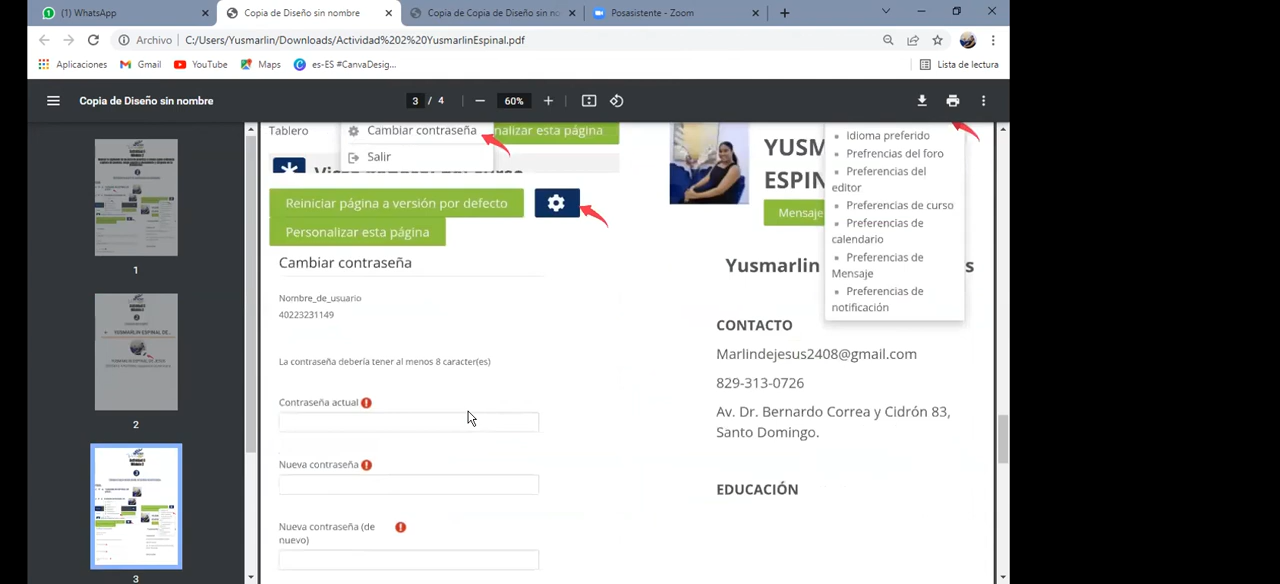 (1) WhatsApp
Copia de Diseño sin nombre
Copia de Copia de Diseño sin nc
Posasistente - Zoom
Archivo
C:/Users/Yusmarlin/Downloads/Actividad%202%20YusmarlinEspinal.pdf
Aplicaciones
Gmail
YouTube
Maps
es-ES #CanvaDesig...
Lista de lectura
Copia de Diseño sin nombre
3 / 4
60%
1
2
3
Tablero
Cambiar contraseña
nalizar esta página
Salir
Reiniciar página a versión por defecto
Personalizar esta página
Cambiar contraseña
Nombre_de_usuario
40223231149
La contraseña debería tener al menos 8 caracter(es)
Contraseña actual
Nueva contraseña
Nueva contraseña (de
nuevo)
YUSM
ESPIN
Mensaje
Idioma preferido
Prefrencias del foro
Preferencias del
editor
Preferencias de curso
Preferencias de
calendario
Preferencias de
Mensaje
Preferencias de
notificación
Yusmarlin
s
CONTACTO
Marlindejesus2408@gmail.com
829-313-0726
Av. Dr. Bernardo Correa y Cidrón 83,
Santo Domingo.
EDUCACIÓN